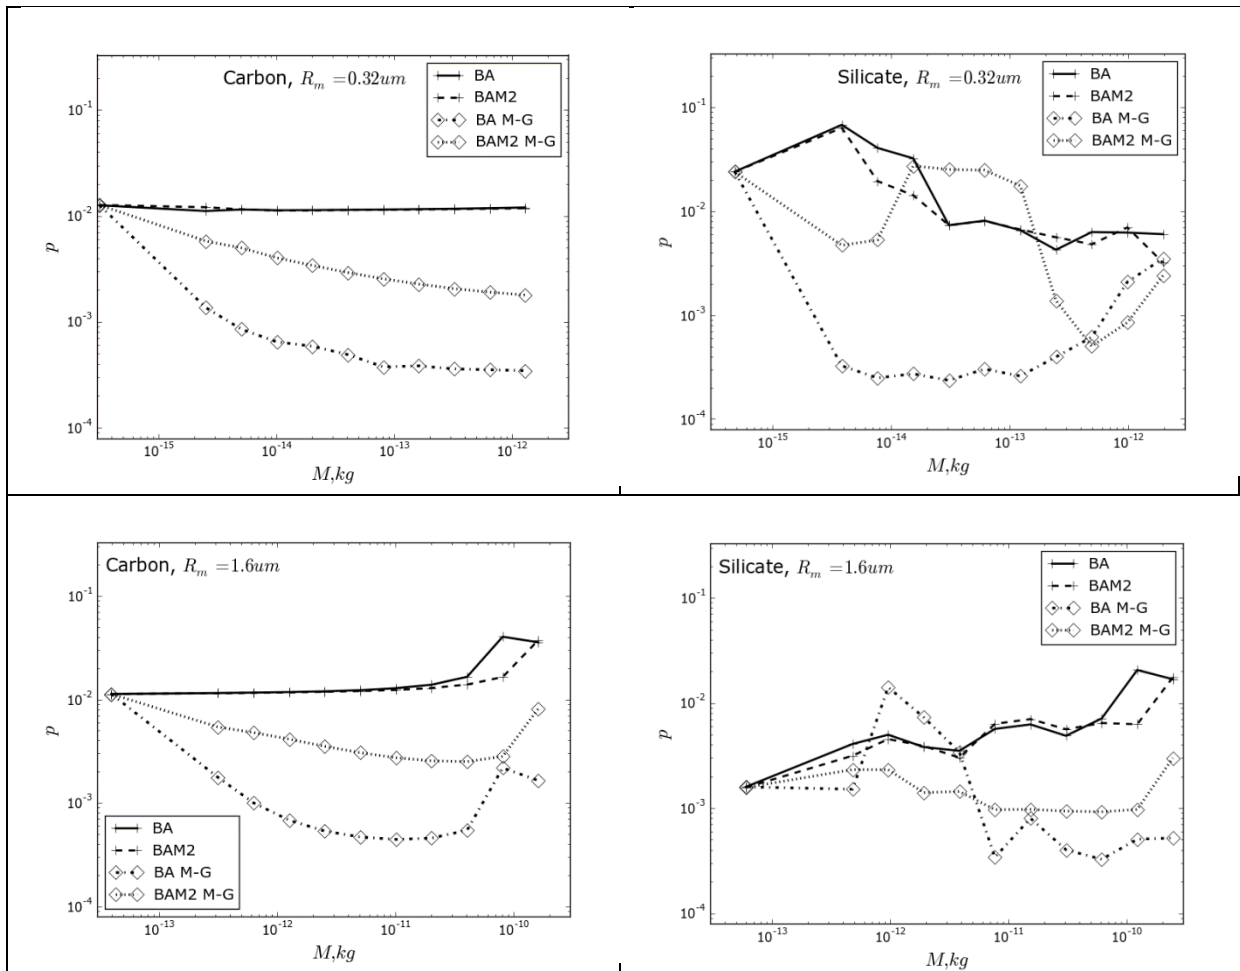 Carbon, R_m = 0.32um
BA
BAM2
BA M-G
BAM2 M-G
10^-1
10^-2
10^-3
10^-4
p
10^-15
10^-14
10^-13
10^-12
M,kg
Silicate, R_m = 0.32um
BA
BAM2
BA M-G
BAM2 M-G
10^-1
10^-2
10^-3
10^-4
p
10^-15
10^-14
10^-13
10^-12
M,kg
Carbon, R_m = 1.6um
10^-1
10^-2
10^-3
10^-4
p
BA
BAM2
BA M-G
BAM2 M-G
10^-13
10^-12
10^-11
10^-10
M,kg
Silicate, R_m = 1.6um
BA
BAM2
BA M-G
BAM2 M-G
10^-1
10^-2
10^-3
10^-4
p
10^-13
10^-12
10^-11
10^-10
M,kg